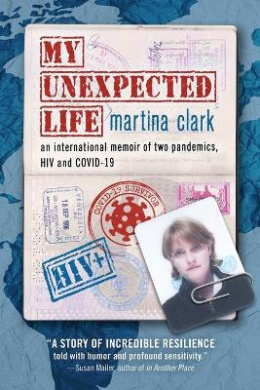 MY
UNEXPECTED
LIFE martina clark
an international memoir of two pandemics,
HIV and COVID-19
COVID-19
HIV+
"A STORY OF INCREDIBLE RESILIENCE
told with humor and profound sensitivity."
—Susan Mailer, author of In Another Place